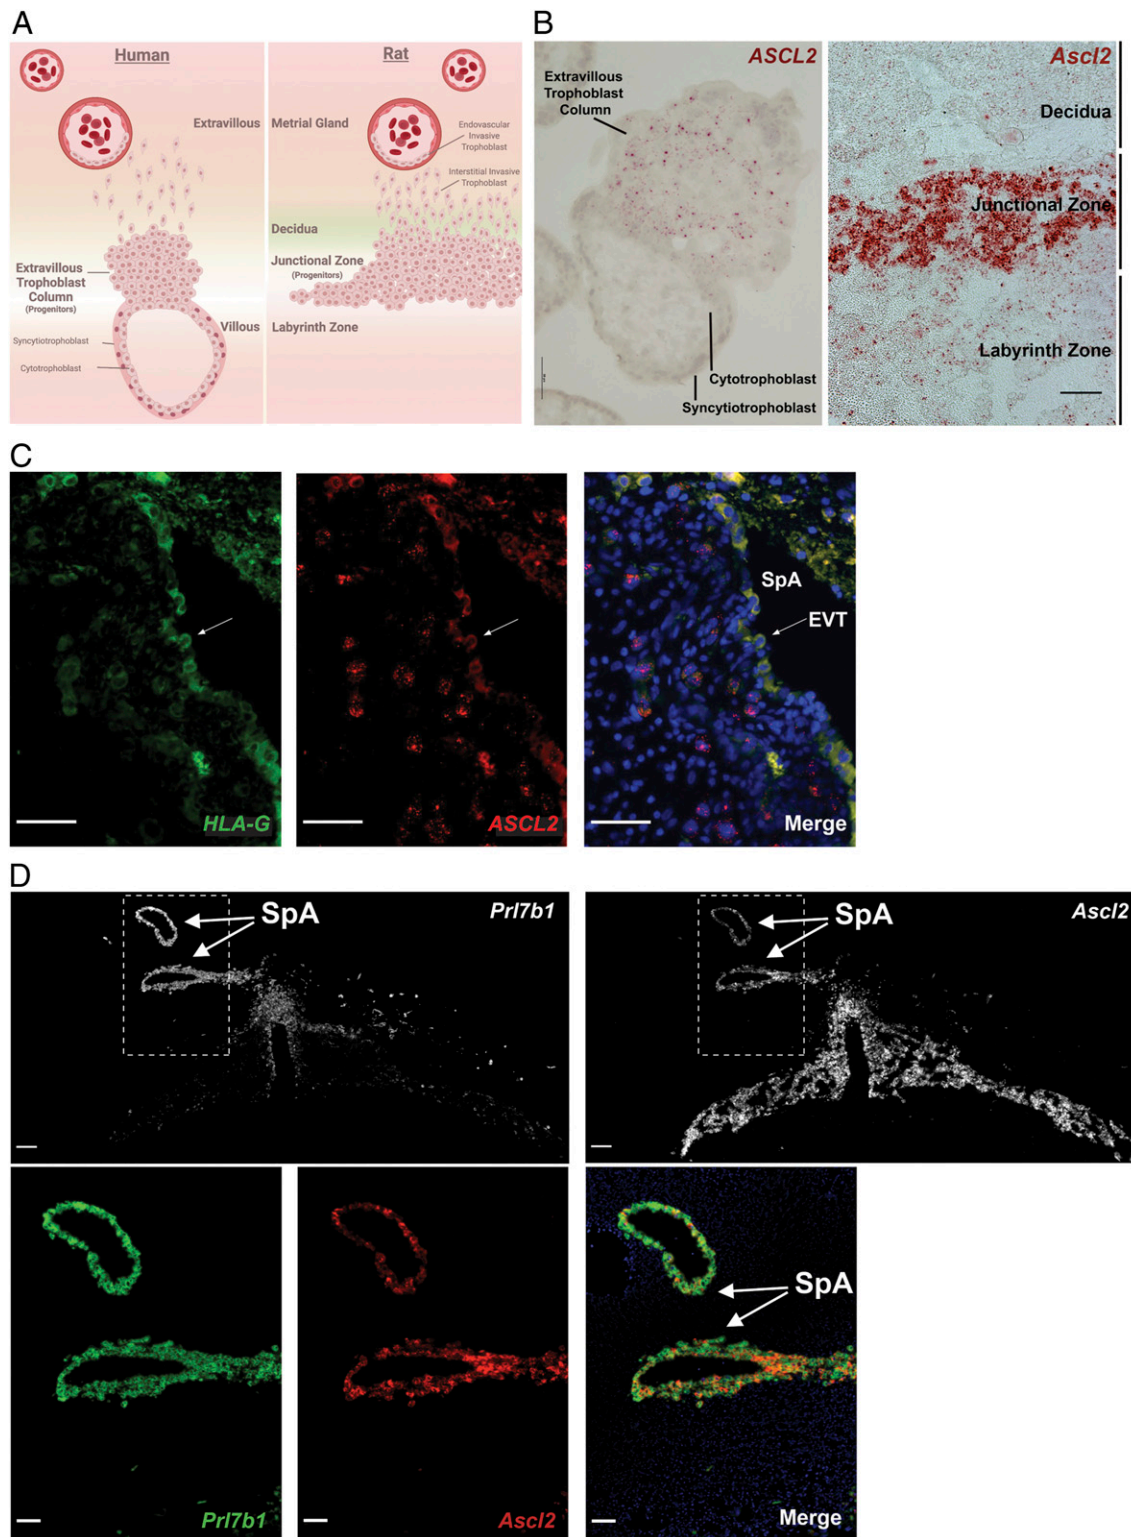 A
Human
Rat
Extravillous
Metrial Gland
Endovascular
Invasive
Trophoblast
Interstitial Invasive
Trophoblast
Decidua
Junctional Zone
(Progenitors)
Extravillous
Trophoblast
Column
(Progenitors)
Villous
Labyrinth Zone
Syncytiotrophoblast
Cytotrophoblast
B
ASCL2
Extravillous
Trophoblast
Column
Cytotrophoblast
Syncytiotrophoblast
Ascl2
Decidua
Junctional Zone
Labyrinth Zone
C
HLA-G
ASCL2
SpA
EVT
Merge
D
Prl7b1
SpA
Ascl2
SpA
Prl7b1
Ascl2
SpA
Merge